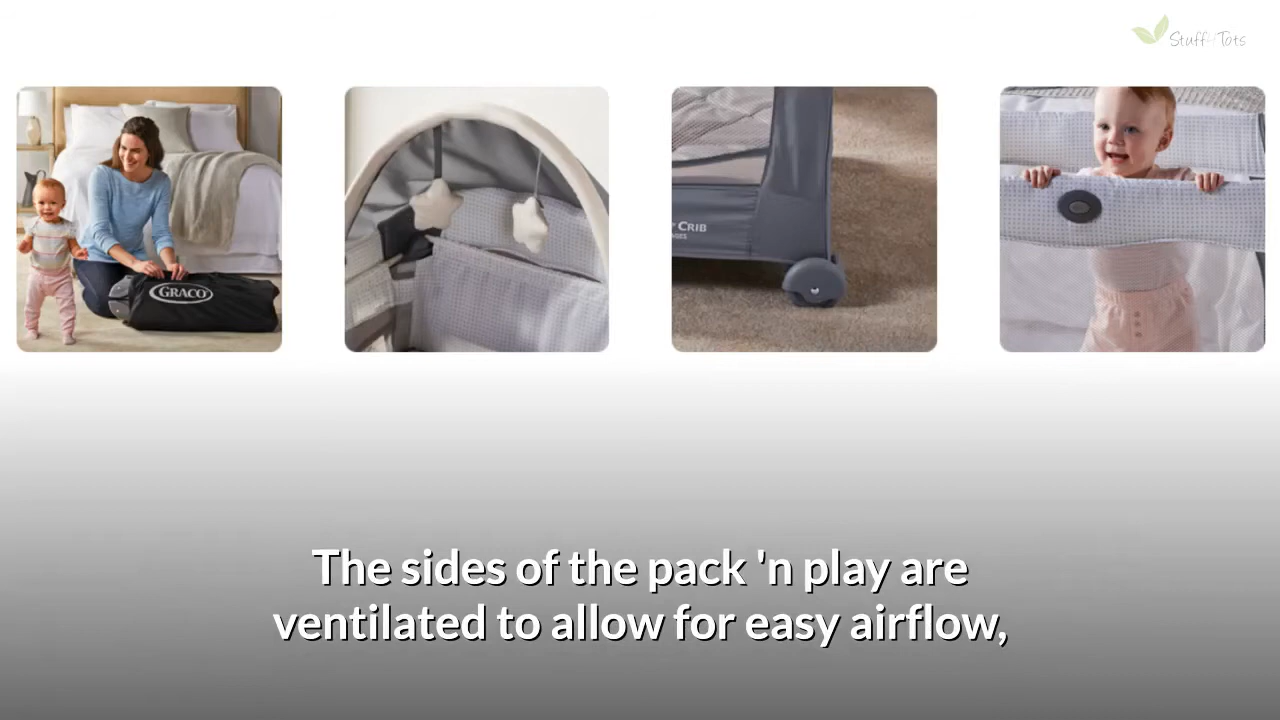 Stuff4Tots
GRACO
CRIB
The sides of the pack 'n play are
ventilated to allow for easy airflow,